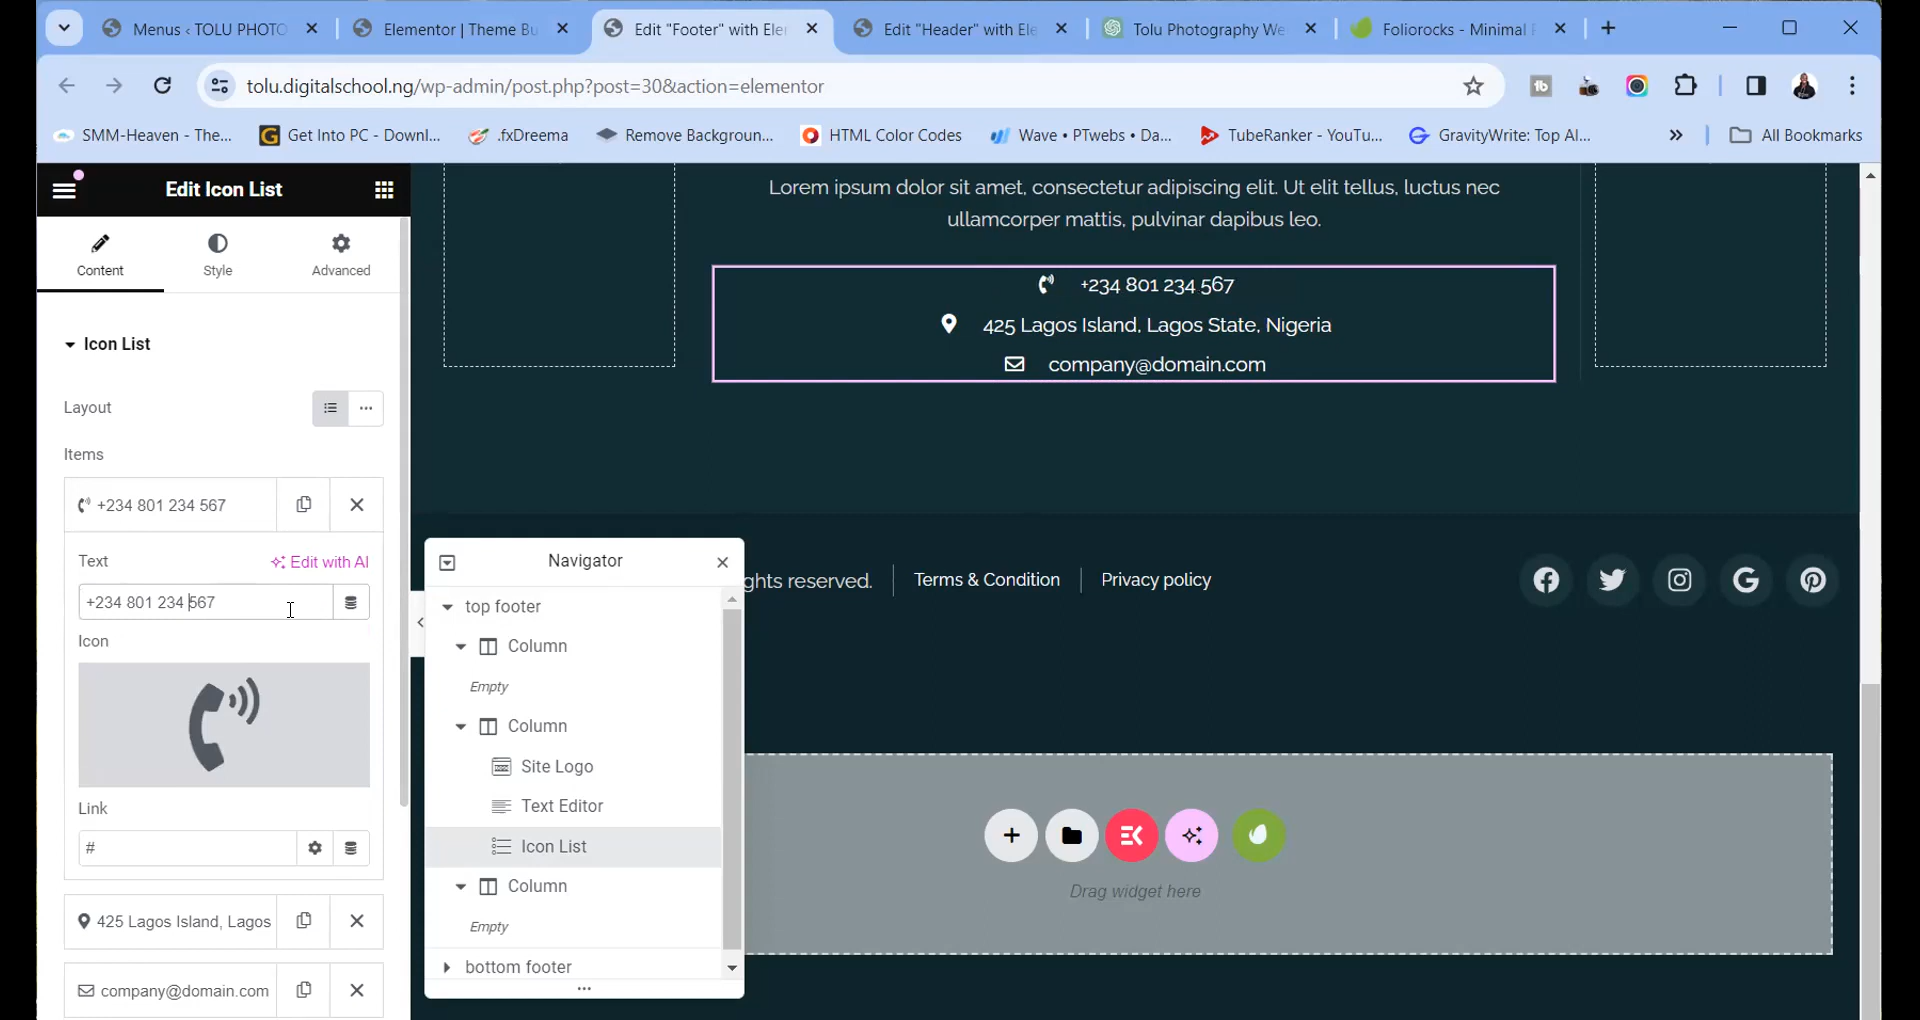 Menus ‹ TOLU PHOTO
Elementor | Theme Bu
Edit "Footer" with Ele
Edit "Header" with Ele
Tolu Photography We
Foliorocks - Minimal
tolu.digitalschool.ng/wp-admin/post.php?post=30&action=elementor
SMM-Heaven - The...
Get Into PC - Downl...
.fxDreema
Remove Backgroun...
HTML Color Codes
Wave • PTwebs • Da...
TubeRanker - YouTu...
GravityWrite: Top AI...
»
All Bookmarks
Edit Icon List
Content
Style
Advanced
Icon List
Layout
Items
+234 801 234 567
Text
Edit with AI
+234 801 234 567
Icon
Link
#
425 Lagos Island, Lagos
company@domain.com
Lorem ipsum dolor sit amet, consectetur adipiscing elit. Ut elit tellus, luctus nec
ullamcorper mattis, pulvinar dapibus leo.
+234 801 234 567
425 Lagos Island, Lagos State, Nigeria
company@domain.com
Navigator
top footer
Column
Empty
Column
Site Logo
Text Editor
Icon List
Column
Empty
bottom footer
ghts reserved.
Terms & Condition
Privacy policy
Drag widget here